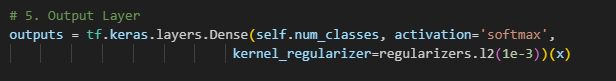 # 5. Output Layer
outputs = tf.keras.layers.Dense(self.num_classes, activation='softmax',
kernel_regularizer=regularizers.l2(1e-3))(x)